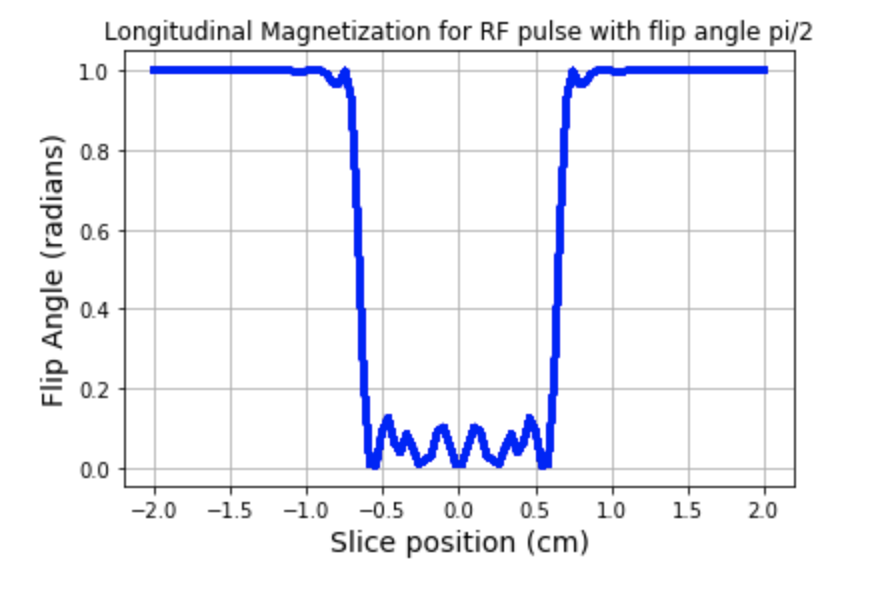 Longitudinal Magnetization for RF pulse with flip angle pi/2
1.0
0.8
0.6
0.4
0.2
0.0
Flip Angle (radians)
−2.0 −1.5 −1.0 −0.5 0.0 0.5 1.0 1.5 2.0
Slice position (cm)